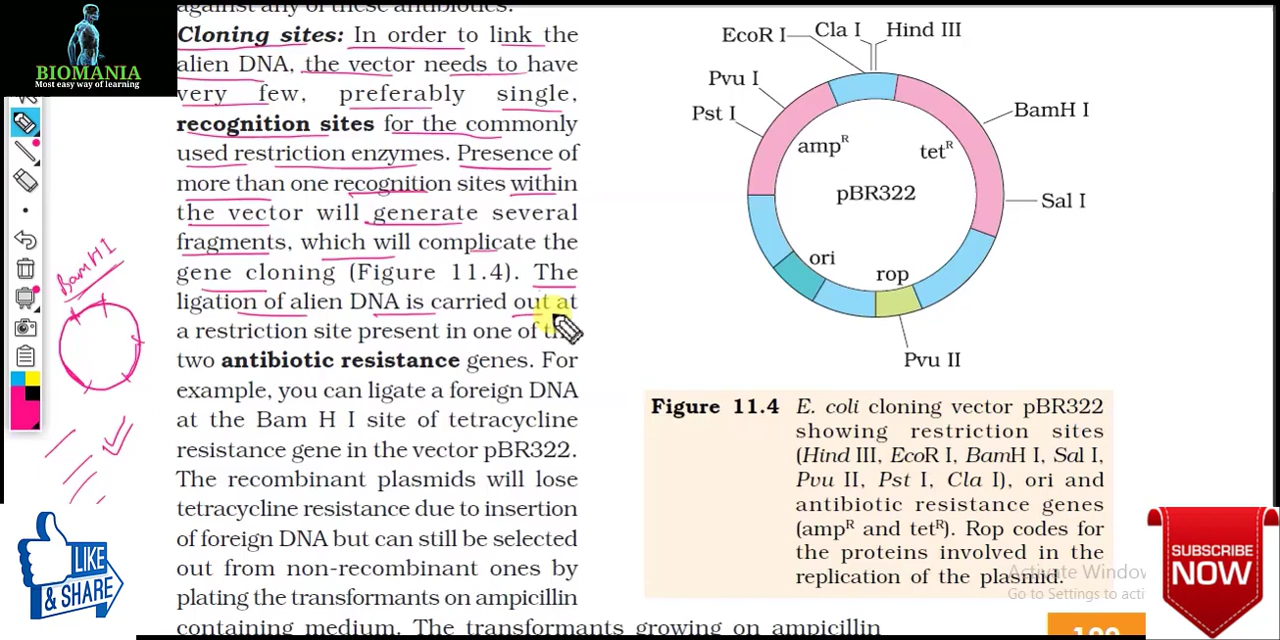 against any of these antibiotics.
Cloning sites: In order to link the
alien DNA, the vector needs to have
very few, preferably single,
recognition sites for the commonly
used restriction enzymes. Presence of
more than one recognition sites within
the vector will generate several
fragments, which will complicate the
gene cloning (Figure 11.4). The
ligation of alien DNA is carried out at
a restriction site present in one of the
two antibiotic resistance genes. For
example, you can ligate a foreign DNA
at the Bam H I site of tetracycline
resistance gene in the vector pBR322.
The recombinant plasmids will lose
tetracycline resistance due to insertion
of foreign DNA but can still be selected
out from non-recombinant ones by
plating the transformants on ampicillin
containing medium. The transformants growing on ampicillin
BIOMANIA
Most easy way of learning
BamH I
LIKE
& SHARE
EcoR I
Cla I
Hind III
Pvu I
Pst I
BamH I
Sal I
ampR
tetR
pBR322
ori
rop
Pvu II
Figure 11.4 E. coli cloning vector pBR322
showing restriction sites
(Hind III, EcoR I, BamH I, Sal I,
Pvu II, Pst I, Cla I), ori and
antibiotic resistance genes
(ampR and tetR). Rop codes for
the proteins involved in the
replication of the plasmid.
Activate Window
Go to Settings to acti
SUBSCRIBE
NOW